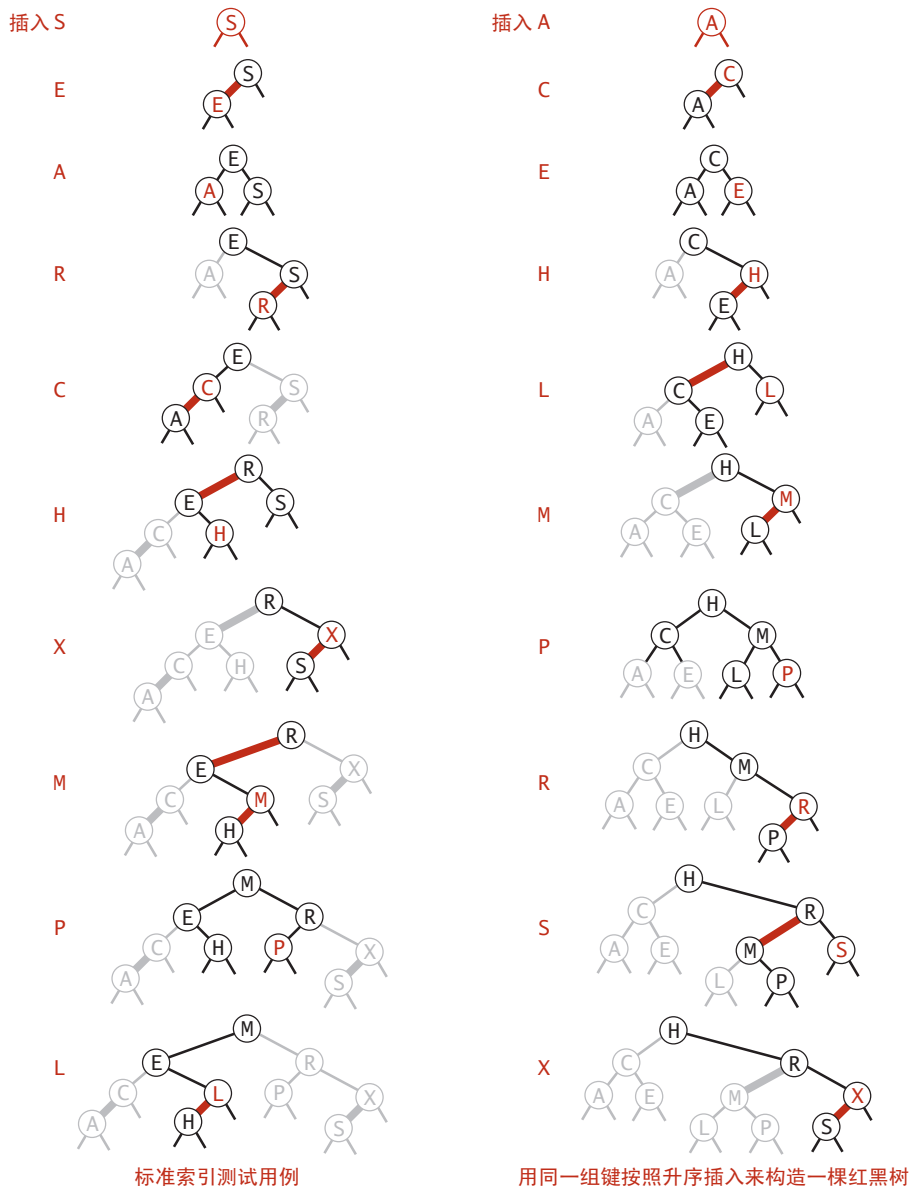 插入 S
S
E
S
E
A
E
A S
R
E
A S
R
C
E
C S
A R
H
R
E S
C H
A
X
R
E X
C H S
A
M
R
E X
C M S
A H
P
M
E R
C H P X
A S
L
M
E R
C L P X
A H S
标准索引测试用例
插入 A
A
C
C
A
E
C
A E
H
C
A H
E
L
H
C L
A E
M
H
C M
A E L
P
H
C M
A E L P
R
H
C M
A E L R
P
S
H
C R
A E M S
L P
X
H
C R
A E M X
L P S
用同一组键按照升序插入来构造一棵红黑树